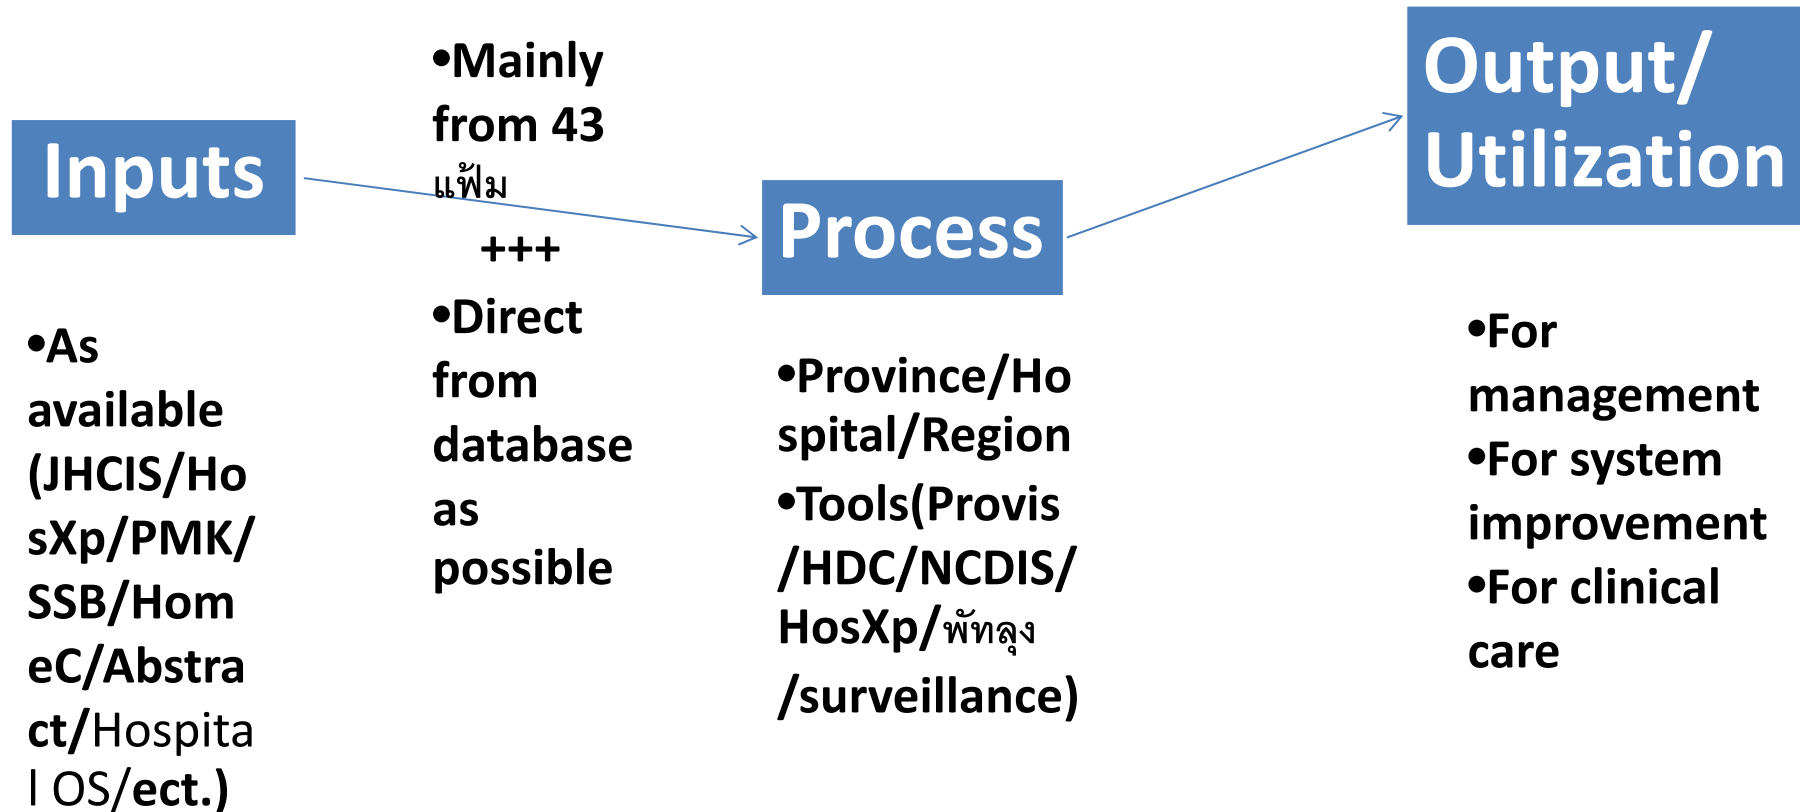 Inputs
•As
available
(JHCIS/Ho
sXp/PMK/
SSB/Hom
eC/Abstra
ct/Hospita
l OS/ect.)
•Mainly
from 43
แฟ้ม
+++
•Direct
from
database
as
possible
Process
•Province/Ho
spital/Region
•Tools(Provis
/HDC/NCDIS/
HosXp/พัทลุง
/surveillance)
Output/
Utilization
•For
management
•For system
improvement
•For clinical
care